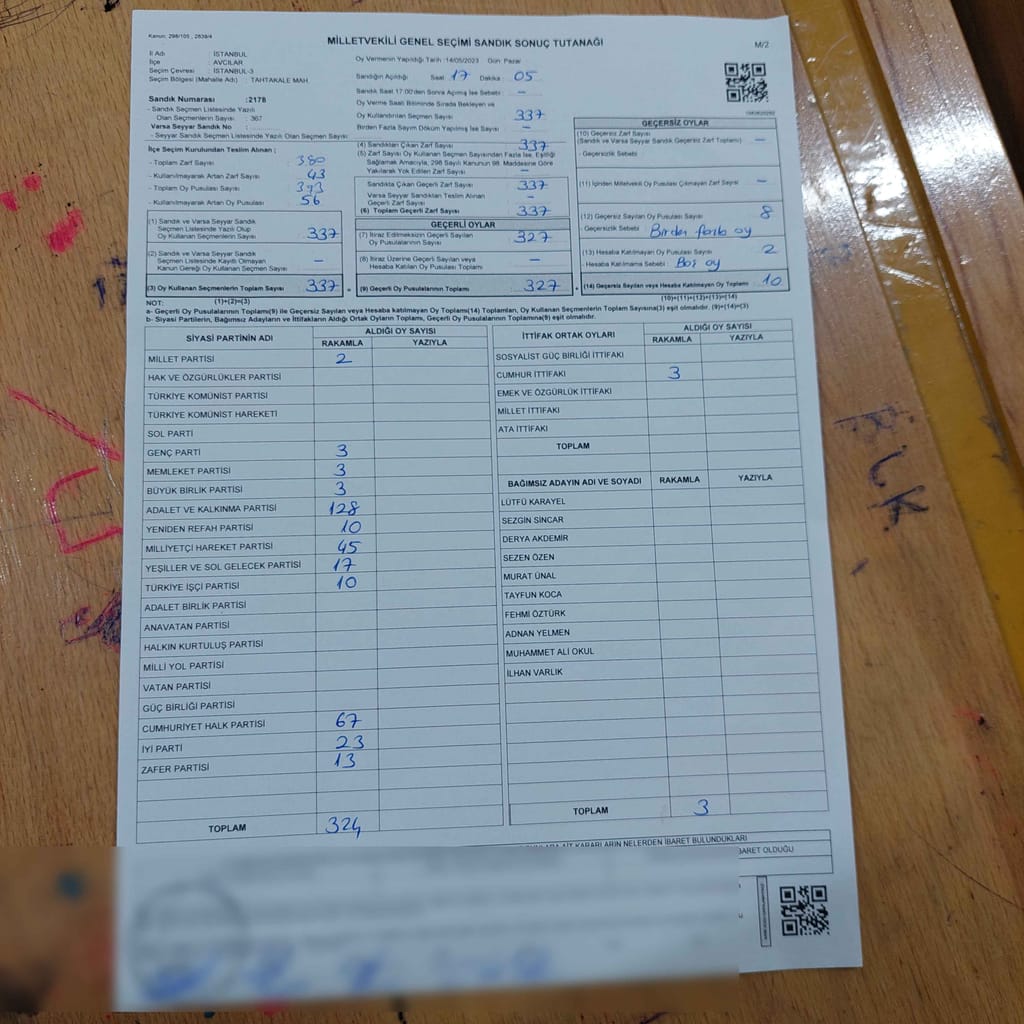 Kanun: 298/105 , 2839/4
MİLLETVEKİLİ GENEL SEÇİMİ SANDIK SONUÇ TUTANAĞI
M/2
İl Adı : İSTANBUL
İlçe : AVCILAR
Seçim Çevresi : İSTANBUL-3
Seçim Bölgesi (Mahalle Adı) : TAHTAKALE MAH
Sandık Numarası :2178
- Sandık Seçmen Listesinde Yazılı
Olan Seçmenlerin Sayısı : 367
Varsa Seyyar Sandık No :
- Seyyar Sandık Seçmen Listesinde Yazılı Olan Seçmen Sayısı:
Oy Vermenin Yapıldığı Tarih :14/05/2023 Gün Pazar
Sandığın Açıldığı Saat 17 Dakika 05
Sandık Saat 17:00'den Sonra Açılmış İse Sebebi : -
Oy Verme Saati Bitiminde Sırada Bekleyen ve
Oy Kullandırılan Seçmen Sayısı : 337
Birden Fazla Sayım Döküm Yapılmış İse Sayısı : -
İlçe Seçim Kurulundan Teslim Alınan ;
- Toplam Zarf Sayısı : 380
- Kullanılmayarak Artan Zarf Sayısı : 43
- Toplam Oy Pusulası Sayısı : 393
- Kullanılmayarak Artan Oy Pusulası : 56
(1) Sandık ve Varsa Seyyar Sandık
Seçmen Listesinde Yazılı Olup
Oy Kullanan Seçmenlerin Sayısı : 337
(2) Sandık ve Varsa Seyyar Sandık
Seçmen Listesinde Kayıtlı Olmayan
Kanun Gereği Oy Kullanan Seçmen Sayısı : -
(3) Oy Kullanan Seçmenlerin Toplam Sayısı : 337
(4) Sandıktan Çıkan Zarf Sayısı : 337
(5) Zarf Sayısı Oy Kullanan Seçmen Sayısından Fazla İse, Eşitliği
Sağlamak Amacıyla, 298 Sayılı Kanunun 98. Maddesine Göre
Yakılarak Yok Edilen Zarf Sayısı : -
Sandıkta Çıkan Geçerli Zarf Sayısı : 337
Varsa Seyyar Sandıktan Teslim Alınan
Geçerli Zarf Sayısı : -
(6) Toplam Geçerli Zarf Sayısı : 337
GEÇERLİ OYLAR
(7) İtiraz Edilmeksizin Geçerli Sayılan
Oy Pusulalarının Sayısı : 327
(8) İtiraz Üzerine Geçerli Sayılan veya
Hesaba Katılan Oy Pusulası Toplamı : -
(9) Geçerli Oy Pusulalarının Toplamı : 327
GEÇERSİZ OYLAR
(10) Geçersiz Zarf Sayısı
(Sandık ve Varsa Seyyar Sandık Geçersiz Zarf Toplamı) : -
- Geçersizlik Sebebi :
(11) İçinden Milletvekili Oy Pusulası Çıkmayan Zarf Sayısı : -
(12) Geçersiz Sayılan Oy Pusulası Sayısı : 8
- Geçersizlik Sebebi : Birden fazla oy
(13) Hesaba Katılmayan Oy Pusulası Sayısı : 2
- Hesaba Katılmama Sebebi : Boş oy
(14) Geçersiz Sayılan veya Hesaba Katılmayan Oy Toplamı : 10
NOT: (1)+(2)=(3)
(10)+(11)+(12)+(13)=(14)
a- Geçerli Oy Pusulalarının Toplamı(9) ile Geçersiz Sayılan veya Hesaba katılmayan Oy Toplamı(14) Toplamları, Oy Kullanan Seçmenlerin Toplam Sayısına(3) eşit olmalıdır. (9)+(14)=(3)
b- Siyasi Partilerin, Bağımsız Adayların ve İttifakların Aldığı Oyların Toplamı, Geçerli Oy Pusulalarının Toplamına(9) eşit olmalıdır.
SİYASİ PARTİNİN ADI ALDIĞI OY SAYISI
RAKAMLA YAZIYLA
MİLLET PARTİSİ 2
HAK VE ÖZGÜRLÜKLER PARTİSİ
TÜRKİYE KOMÜNİST PARTİSİ
TÜRKİYE KOMÜNİST HAREKETİ
SOL PARTİ
GENÇ PARTİ 3
MEMLEKET PARTİSİ 3
BÜYÜK BİRLİK PARTİSİ 3
ADALET VE KALKINMA PARTİSİ 128
YENİDEN REFAH PARTİSİ 10
MİLLİYETÇİ HAREKET PARTİSİ 45
YEŞİLLER VE SOL GELECEK PARTİSİ 17
TÜRKİYE İŞÇİ PARTİSİ 10
ADALET BİRLİK PARTİSİ
ANAVATAN PARTİSİ
HALKIN KURTULUŞ PARTİSİ
MİLLİ YOL PARTİSİ
VATAN PARTİSİ
GÜÇ BİRLİĞİ PARTİSİ
CUMHURİYET HALK PARTİSİ 67
İYİ PARTİ 23
ZAFER PARTİSİ 13
TOPLAM 324
İTTİFAK ORTAK OYLARI ALDIĞI OY SAYISI
RAKAMLA YAZIYLA
SOSYALİST GÜÇ BİRLİĞİ İTTİFAKI
CUMHUR İTTİFAKI 3
EMEK VE ÖZGÜRLÜK İTTİFAKI
MİLLET İTTİFAKI
ATA İTTİFAKI
TOPLAM
BAĞIMSIZ ADAYIN ADI VE SOYADI RAKAMLA YAZIYLA
LÜTFÜ KARAYEL
SEZGİN SİNCAR
DERYA AKDEMİR
SEZEN ÖZEN
MURAT ÜNAL
TAYFUN KOCA
FEHMİ ÖZTÜRK
ADNAN YELMEN
MUHAMMET ALİ OKUL
İLHAN VARLIK
TOPLAM 3
AİT KARARLARIN NELERDEN İBARET BULUNDUKLARI
İBARET OLDUĞU